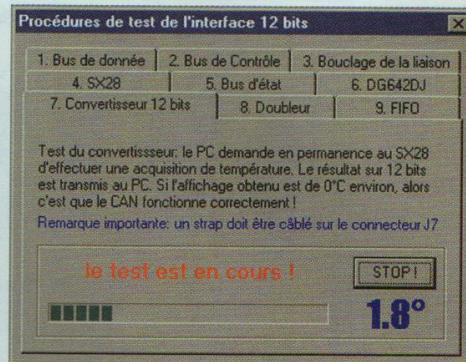 Procédures de test de l'interface 12 bits
1. Bus de donnée 2. Bus de Contrôle 3. Bouclage de la liaison
4. SX28 5. Bus d'état 6. DG642DJ
7. Convertisseur 12 bits 8. Doubleur 9. FIFO
Test du convertissseur: le PC demande en permanence au SX28
d'effectuer une acquisition de température. Le résultat sur 12 bits
est transmis au PC. Si l'affichage obtenu est de 0°C environ, alors
c'est que le CAN fonctionne correctement !
Remarque importante: un strap doit être câblé sur le connecteur J7
le test est en cours !
STOP !
1.8°